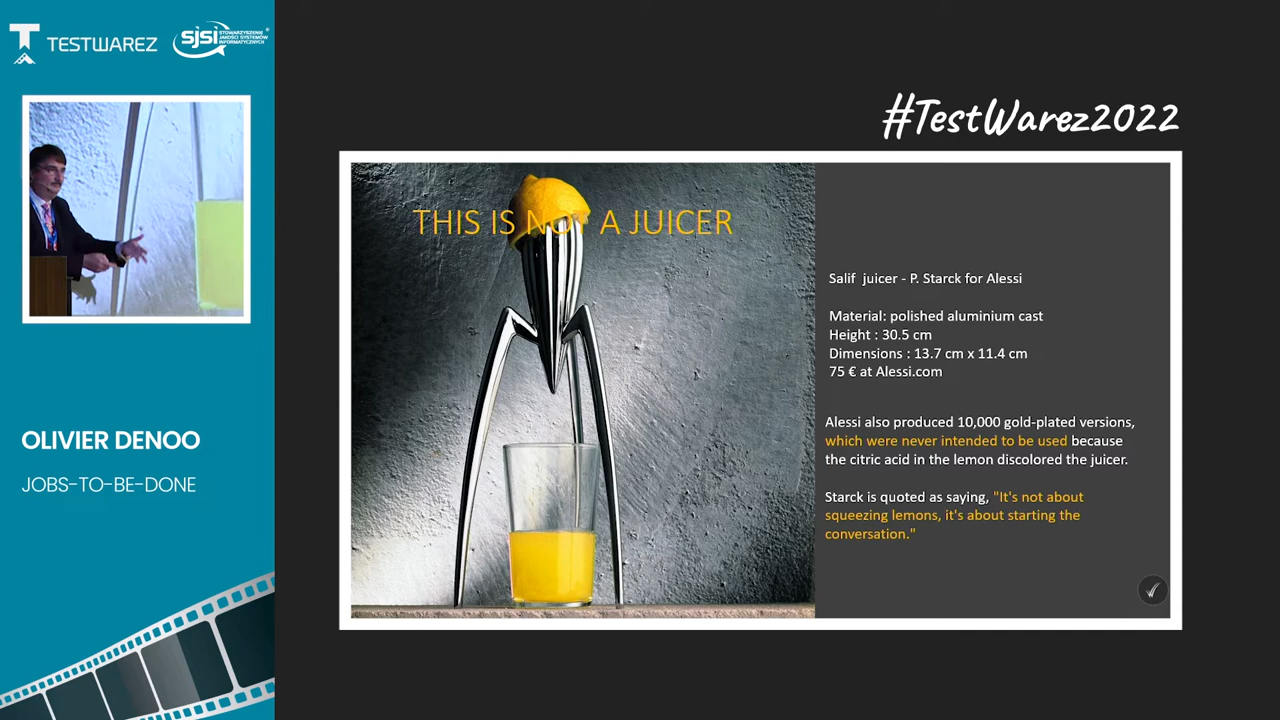 TESTWAREZ
sjsi
STOWARZYSZENIE
JAKOŚCI SYSTEMÓW
INFORMATYCZNYCH
#TestWarez2022
THIS IS NOT A JUICER
Salif juicer - P. Starck for Alessi
Material: polished aluminium cast
Height : 30.5 cm
Dimensions : 13.7 cm x 11.4 cm
75 € at Alessi.com
Alessi also produced 10,000 gold-plated versions,
which were never intended to be used because
the citric acid in the lemon discolored the juicer.
Starck is quoted as saying, "It's not about
squeezing lemons, it's about starting the
conversation."
OLIVIER DENOO
JOBS-TO-BE-DONE